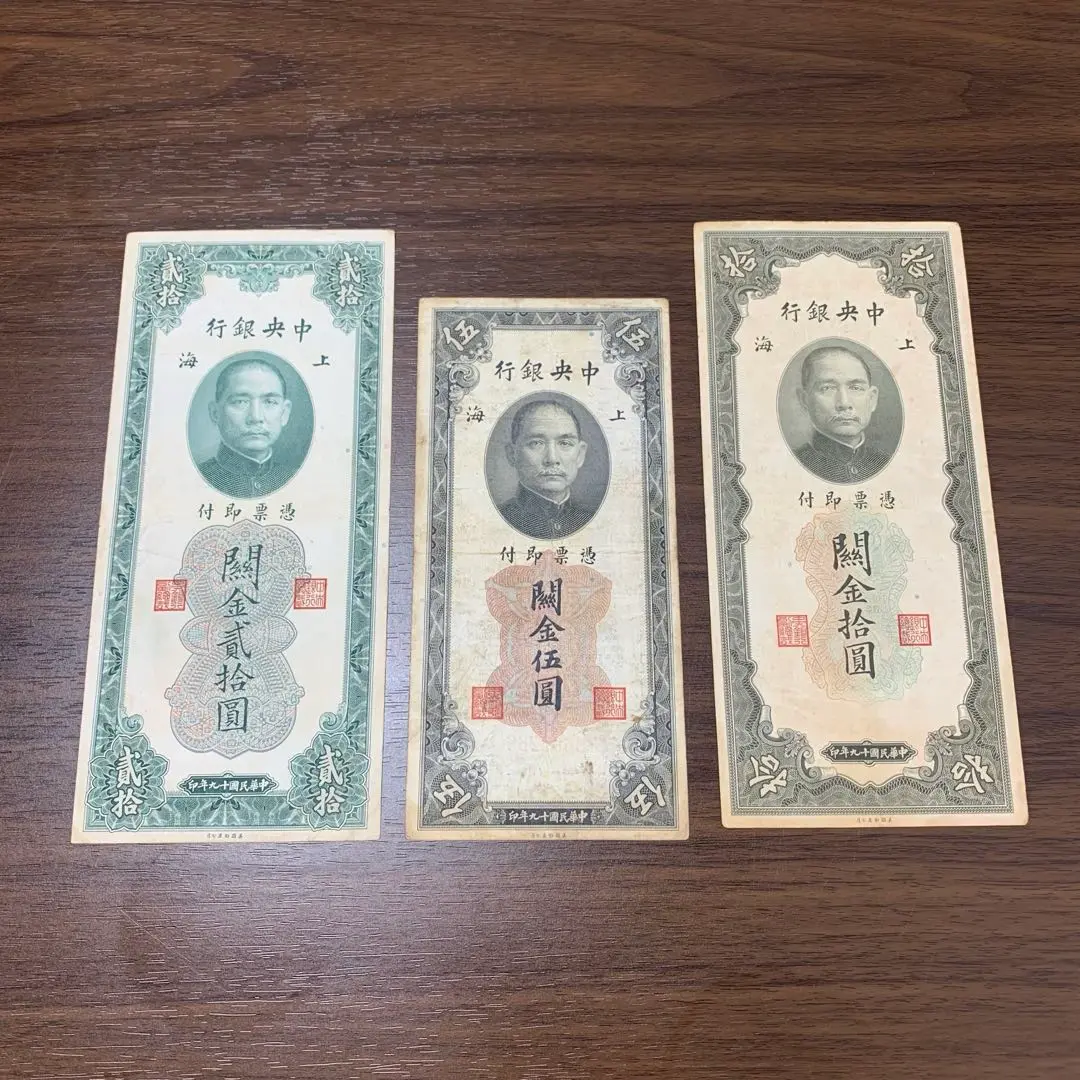 貳拾
貳拾
中央銀行
上海
憑票即付
關金貳拾圓
貳拾
貳拾
中華民國十九年印
伍
伍
中央銀行
上海
憑票即付
關金伍圓
伍
伍
中華民國十九年印
拾
拾
中央銀行
上海
憑票即付
關金拾圓
拾
拾
中華民國十九年印